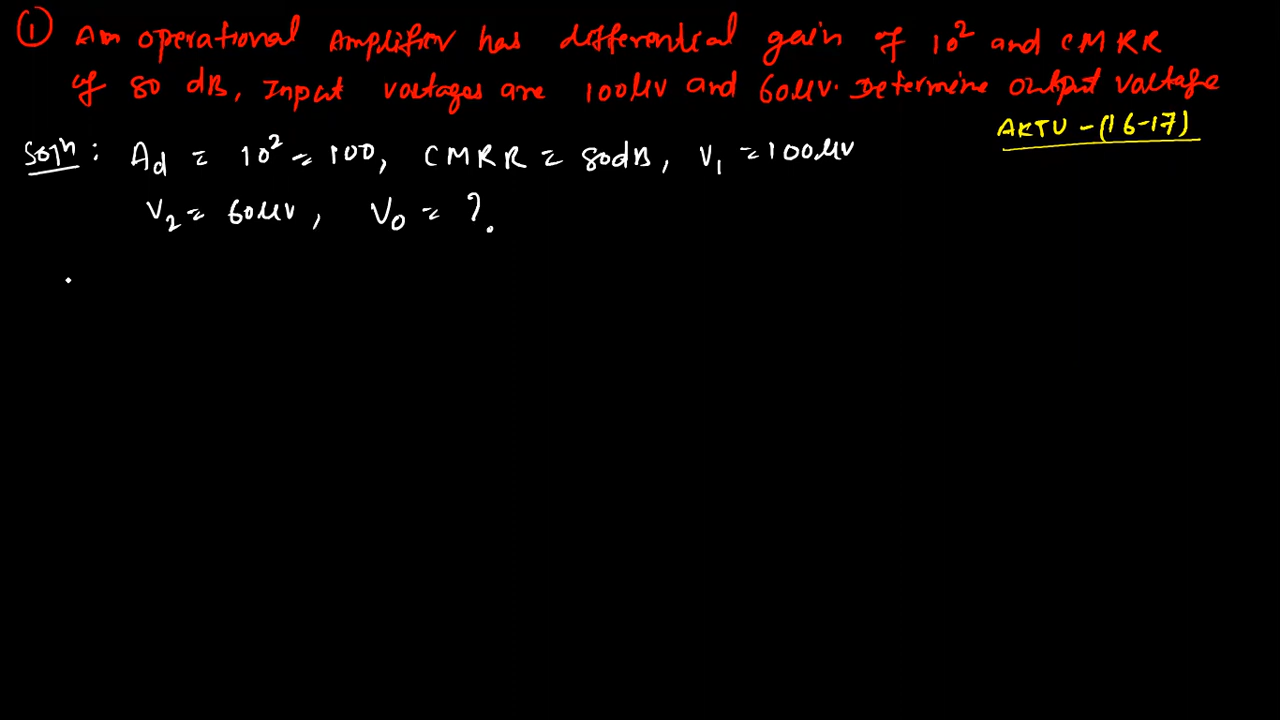 ① An operational Amplifier has differential gain of 10² and CMRR
of 80 dB, Input voltages are 100μV and 60μV. Determine output voltage
AKTU - (16-17)
Soln : Ad = 10² = 100, CMRR = 80dB, V₁ = 100μV
V₂ = 60μV, V₀ = ?.